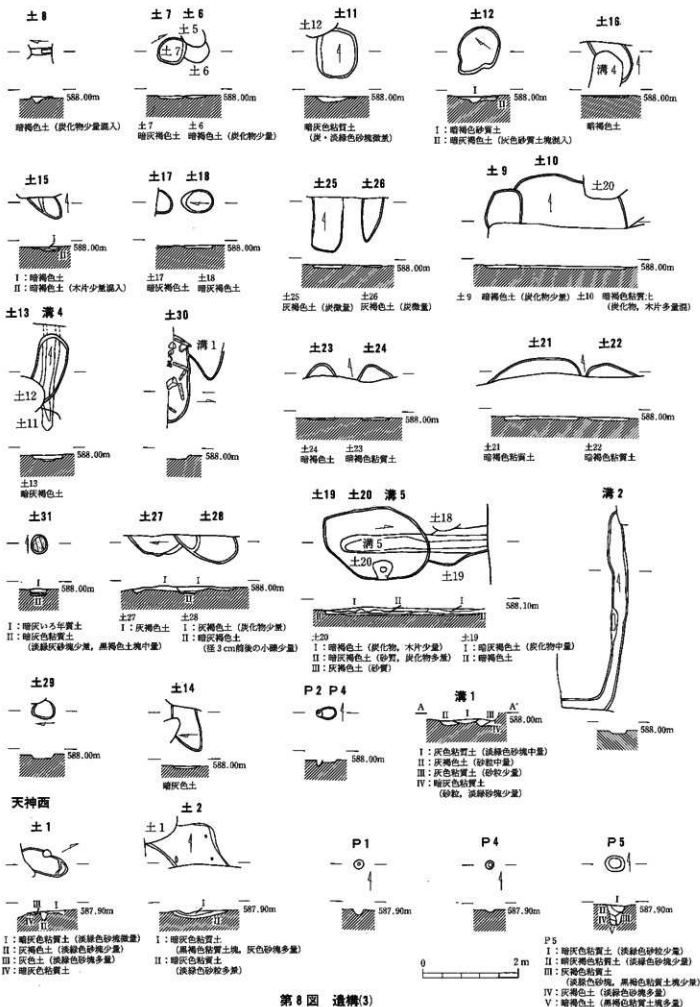 土8
588.00m
暗褐色土 (炭化物少量混入)
土7 土6
土5
土7
土6
588.00m
土7 土6
暗灰褐色土 暗褐色土 (炭化物少量)
土11
土12
588.00m
暗灰色粘質土
(炭・淡緑色砂塊微量)
土12
I
II
588.00m
I：暗褐色砂質土
II：暗灰褐色土 (灰色砂質土塊混入)
土16
溝4
588.00m
暗褐色土
土15
I
II
588.00m
I：暗褐色土
II：暗褐色土 (木片少量混入)
土17 土18
588.00m
土17 土18
暗灰褐色土 暗灰褐色土
土25 土26
588.00m
土25 土26
灰褐色土 (炭微量) 灰褐色土 (炭微量)
土9 土10
土20
588.00m
土9 暗褐色土 (炭化物少量) 土10 暗褐色粘質土
(炭化物，木片多量混)
土13 溝4
土12
土11
588.00m
土13
暗灰褐色土
土30
溝1
588.00m
土23 土24
588.00m
土24 土23
暗褐色土 暗褐色粘質土
土21 土22
588.00m
土21 土22
暗褐色粘質土 暗褐色粘質土
土31
I
II
588.00m
I：暗灰いろ年質土
II：暗灰色粘質土
(淡緑灰砂塊少量，黒褐色土塊中量)
土27 土28
I I
II
588.00m
土27 土28
I：灰褐色土 I：灰褐色土 (炭化物少量)
II：暗灰褐色土
(径3cm前後の小礫少量)
土19 土20 溝5
土18
溝5
土20
土19
I II I
588.10m
土20 土19
I：暗褐色土 (炭化物，木片少量) I：暗灰褐色土 (炭化物中量)
II：暗灰褐色土 (砂質，炭化物多量) II：暗褐色土
III：灰褐色土 (砂質)
溝2
588.00m
土29
588.00m
土14
588.00m
暗灰色土
P2 P4
588.00m
溝1
A A'
II I III
IV
588.00m
I：灰色粘質土 (淡緑色砂塊中量)
II：灰褐色土 (砂粒中量)
III：灰色粘質土 (砂粒少量)
IV：暗灰色粘質土
(砂粒，淡緑砂塊少量)
天神西
土1
III I
IV II
587.90m
I：暗灰色粘質土 (淡緑色砂塊微量)
II：灰褐色土 (淡緑色砂塊少量)
III：灰色土 (淡緑色砂塊多量)
IV：暗灰色粘質土
土2
土1
I
II
587.90m
I：暗灰色粘質土
(黒褐色粘質土塊，灰色砂塊多量)
II：暗灰色粘質土
(淡緑色砂粒多量)
P1
587.90m
P4
587.90m
P5
I
587.90m
P5
I：暗灰色粘質土 (淡緑色砂粒少量)
II：暗灰褐色粘質土 (淡緑色砂塊少量)
III：灰褐色粘質土
(淡緑色砂塊，黒褐色粘質土塊少量)
IV：灰褐色土 (淡緑色砂塊多量)
V：暗灰色土 (黒褐色粘質土塊多量)
0 2m
第8図 遺構(3)